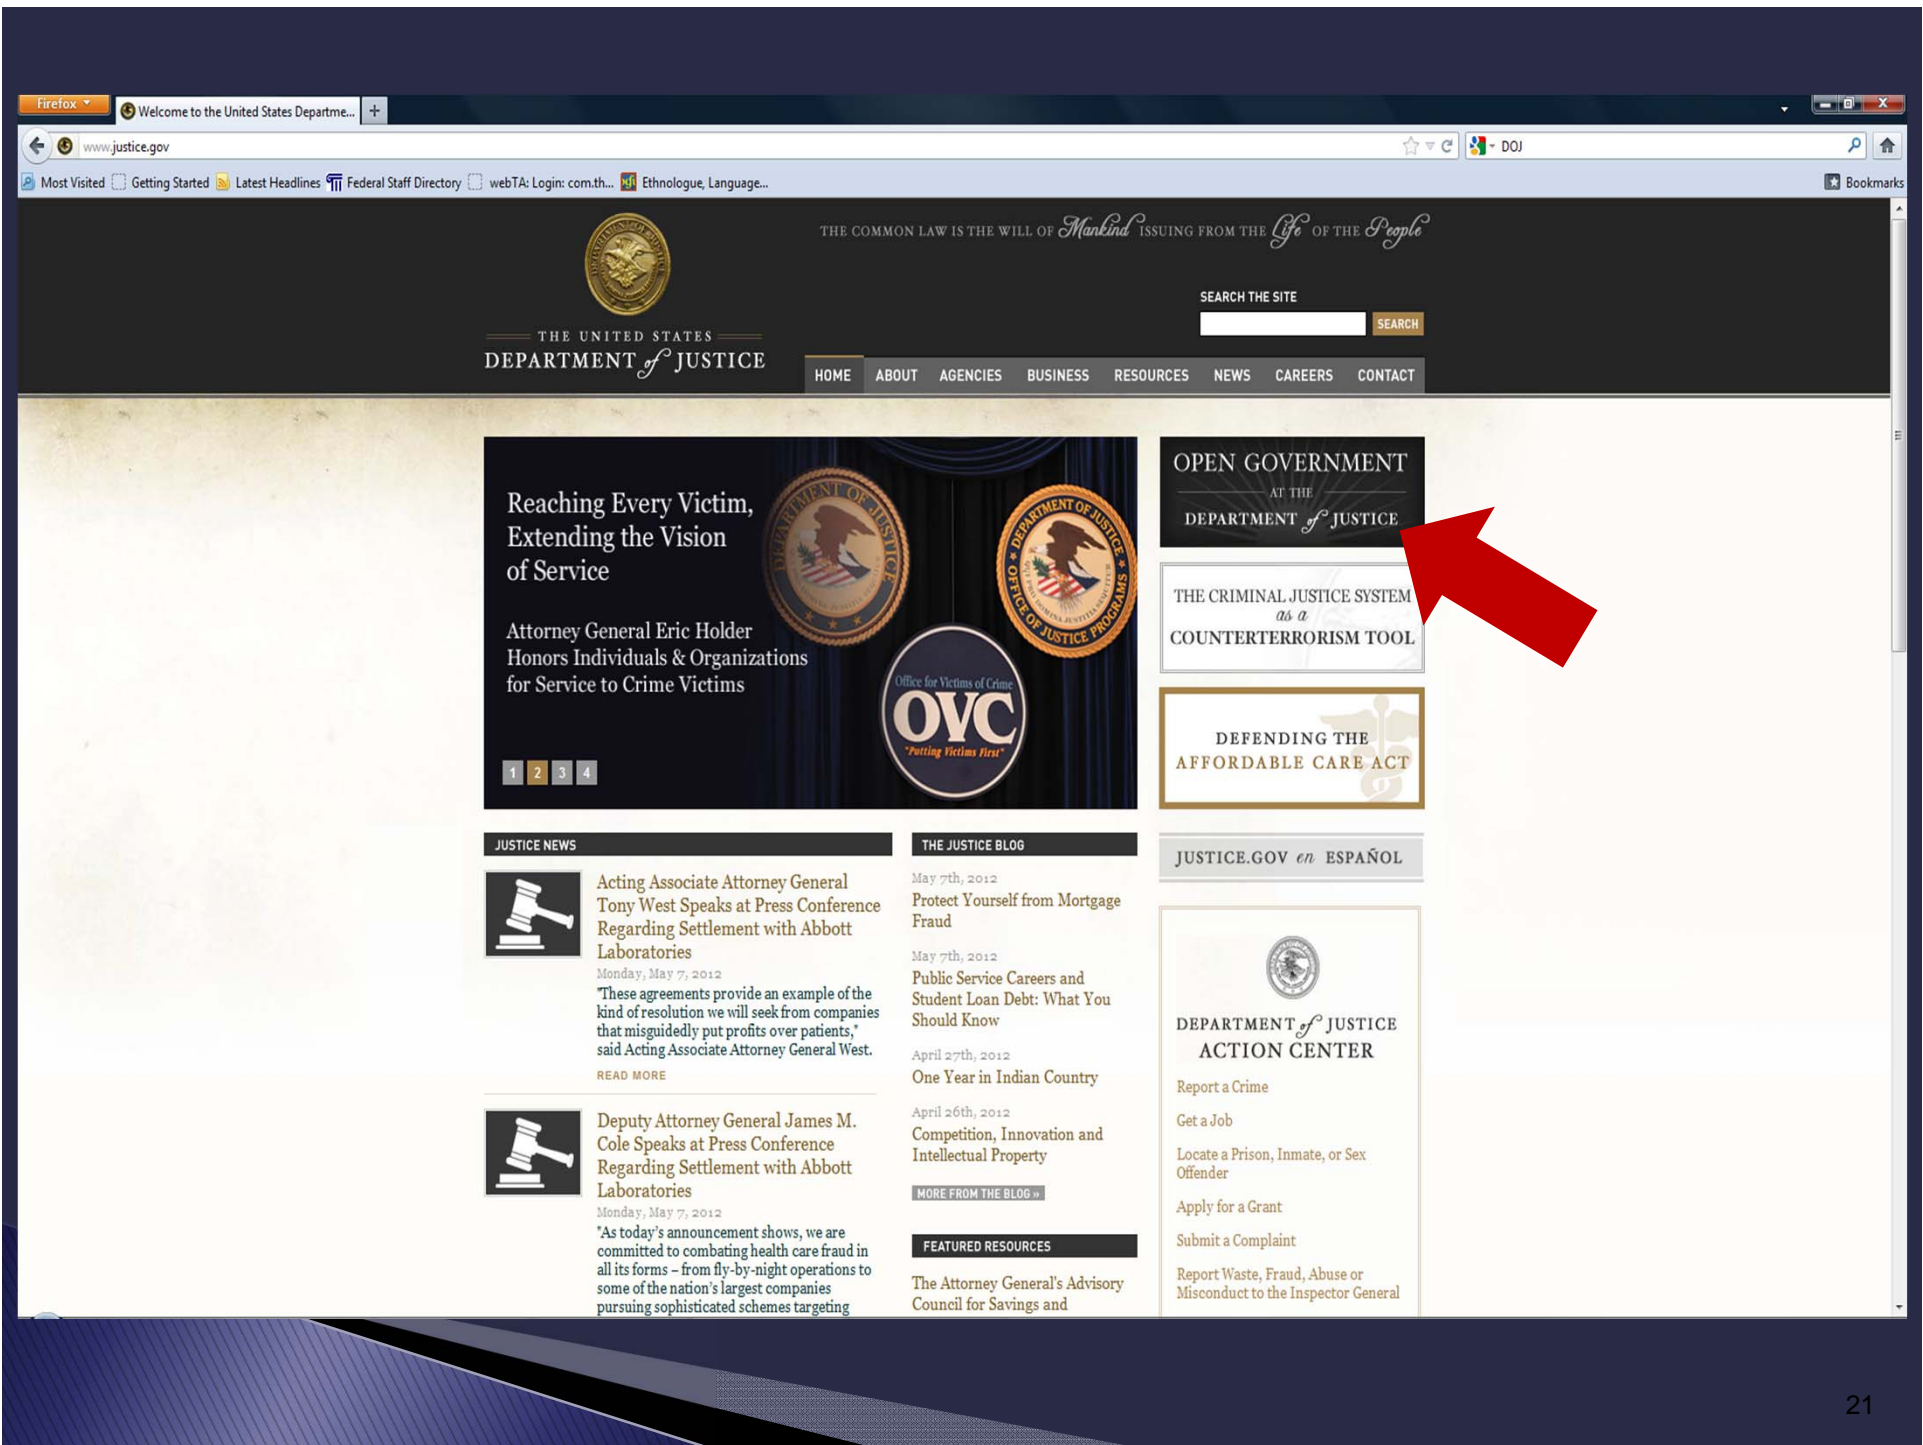 Firefox
Welcome to the United States Departme...
www.justice.gov
DOJ
Most Visited Getting Started Latest Headlines Federal Staff Directory webTA: Login: com.th... Ethnologue, Language...
Bookmarks
THE COMMON LAW IS THE WILL OF Mankind ISSUING FROM THE Life OF THE People
SEARCH THE SITE
SEARCH
THE UNITED STATES
DEPARTMENT of JUSTICE
HOME ABOUT AGENCIES BUSINESS RESOURCES NEWS CAREERS CONTACT
Reaching Every Victim,
Extending the Vision
of Service
Attorney General Eric Holder
Honors Individuals & Organizations
for Service to Crime Victims
1 2 3 4
DEPARTMENT OF JUSTICE
DEPARTMENT OF JUSTICE
OFFICE OF JUSTICE PROGRAMS
Office for Victims of Crime
OVC
"Putting Victims First"
OPEN GOVERNMENT
AT THE
DEPARTMENT of JUSTICE
THE CRIMINAL JUSTICE SYSTEM
as a
COUNTERTERRORISM TOOL
DEFENDING THE
AFFORDABLE CARE ACT
JUSTICE.GOV en ESPAÑOL
JUSTICE NEWS
Acting Associate Attorney General
Tony West Speaks at Press Conference
Regarding Settlement with Abbott
Laboratories
Monday, May 7, 2012
"These agreements provide an example of the
kind of resolution we will seek from companies
that misguidedly put profits over patients,"
said Acting Associate Attorney General West.
READ MORE
Deputy Attorney General James M.
Cole Speaks at Press Conference
Regarding Settlement with Abbott
Laboratories
Monday, May 7, 2012
"As today's announcement shows, we are
committed to combating health care fraud in
all its forms – from fly-by-night operations to
some of the nation's largest companies
pursuing sophisticated schemes targeting
THE JUSTICE BLOG
May 7th, 2012
Protect Yourself from Mortgage
Fraud
May 7th, 2012
Public Service Careers and
Student Loan Debt: What You
Should Know
April 27th, 2012
One Year in Indian Country
April 26th, 2012
Competition, Innovation and
Intellectual Property
MORE FROM THE BLOG »
FEATURED RESOURCES
The Attorney General's Advisory
Council for Savings and
DEPARTMENT of JUSTICE
ACTION CENTER
Report a Crime
Get a Job
Locate a Prison, Inmate, or Sex
Offender
Apply for a Grant
Submit a Complaint
Report Waste, Fraud, Abuse or
Misconduct to the Inspector General
21